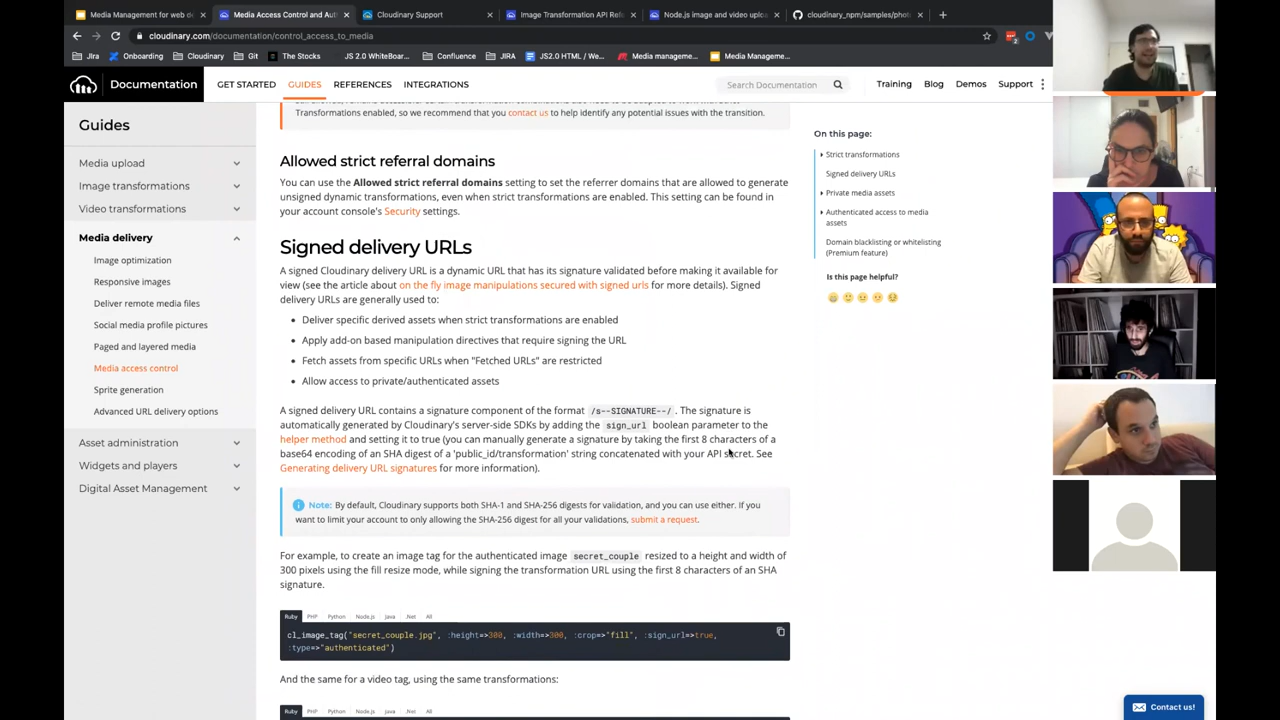 Media Management for web de
Media Access Control and Aut
Cloudinary Support
Image Transformation API Refe
Node.js image and video uploa
cloudinary_npm/samples/phot
cloudinary.com/documentation/control_access_to_media
Jira
Onboarding
Cloudinary
Git
The Stocks
JS 2.0 WhiteBoar...
Confluence
JIRA
JS2.0 HTML / We...
Media manageme...
Media Manageme...
Documentation
GET STARTED
GUIDES
REFERENCES
INTEGRATIONS
Search Documentation
Training
Blog
Demos
Support
Guides
Media upload
Image transformations
Video transformations
Media delivery
Image optimization
Responsive images
Deliver remote media files
Social media profile pictures
Paged and layered media
Media access control
Sprite generation
Advanced URL delivery options
Asset administration
Widgets and players
Digital Asset Management
Transformations enabled, so we recommend that you contact us to help identify any potential issues with the transition.
Allowed strict referral domains
You can use the Allowed strict referral domains setting to set the referrer domains that are allowed to generate
unsigned dynamic transformations, even when strict transformations are enabled. This setting can be found in
your account console's Security settings.
Signed delivery URLs
A signed Cloudinary delivery URL is a dynamic URL that has its signature validated before making it available for
view (see the article about on the fly image manipulations secured with signed urls for more details). Signed
delivery URLs are generally used to:
• Deliver specific derived assets when strict transformations are enabled
• Apply add-on based manipulation directives that require signing the URL
• Fetch assets from specific URLs when "Fetched URLs" are restricted
• Allow access to private/authenticated assets
A signed delivery URL contains a signature component of the format /s--SIGNATURE--/. The signature is
automatically generated by Cloudinary's server-side SDKs by adding the sign_url boolean parameter to the
helper method and setting it to true (you can manually generate a signature by taking the first 8 characters of a
base64 encoding of an SHA digest of a 'public_id/transformation' string concatenated with your API secret. See
Generating delivery URL signatures for more information).
Note: By default, Cloudinary supports both SHA-1 and SHA-256 digests for validation, and you can use either. If you
want to limit your account to only allowing the SHA-256 digest for all your validations, submit a request.
For example, to create an image tag for the authenticated image secret_couple resized to a height and width of
300 pixels using the fill resize mode, while signing the transformation URL using the first 8 characters of an SHA
signature.
Ruby PHP Python Node.js java .Net All
cl_image_tag("secret_couple.jpg", :height=>300, :width=>300, :crop=>"fill", :sign_url=>true,
:type=>"authenticated")
And the same for a video tag, using the same transformations:
Ruby PHP Python Node.js java .Net All
On this page:
Strict transformations
Signed delivery URLs
Private media assets
Authenticated access to media
assets
Domain blacklisting or whitelisting
(Premium feature)
Is this page helpful?
Contact us!